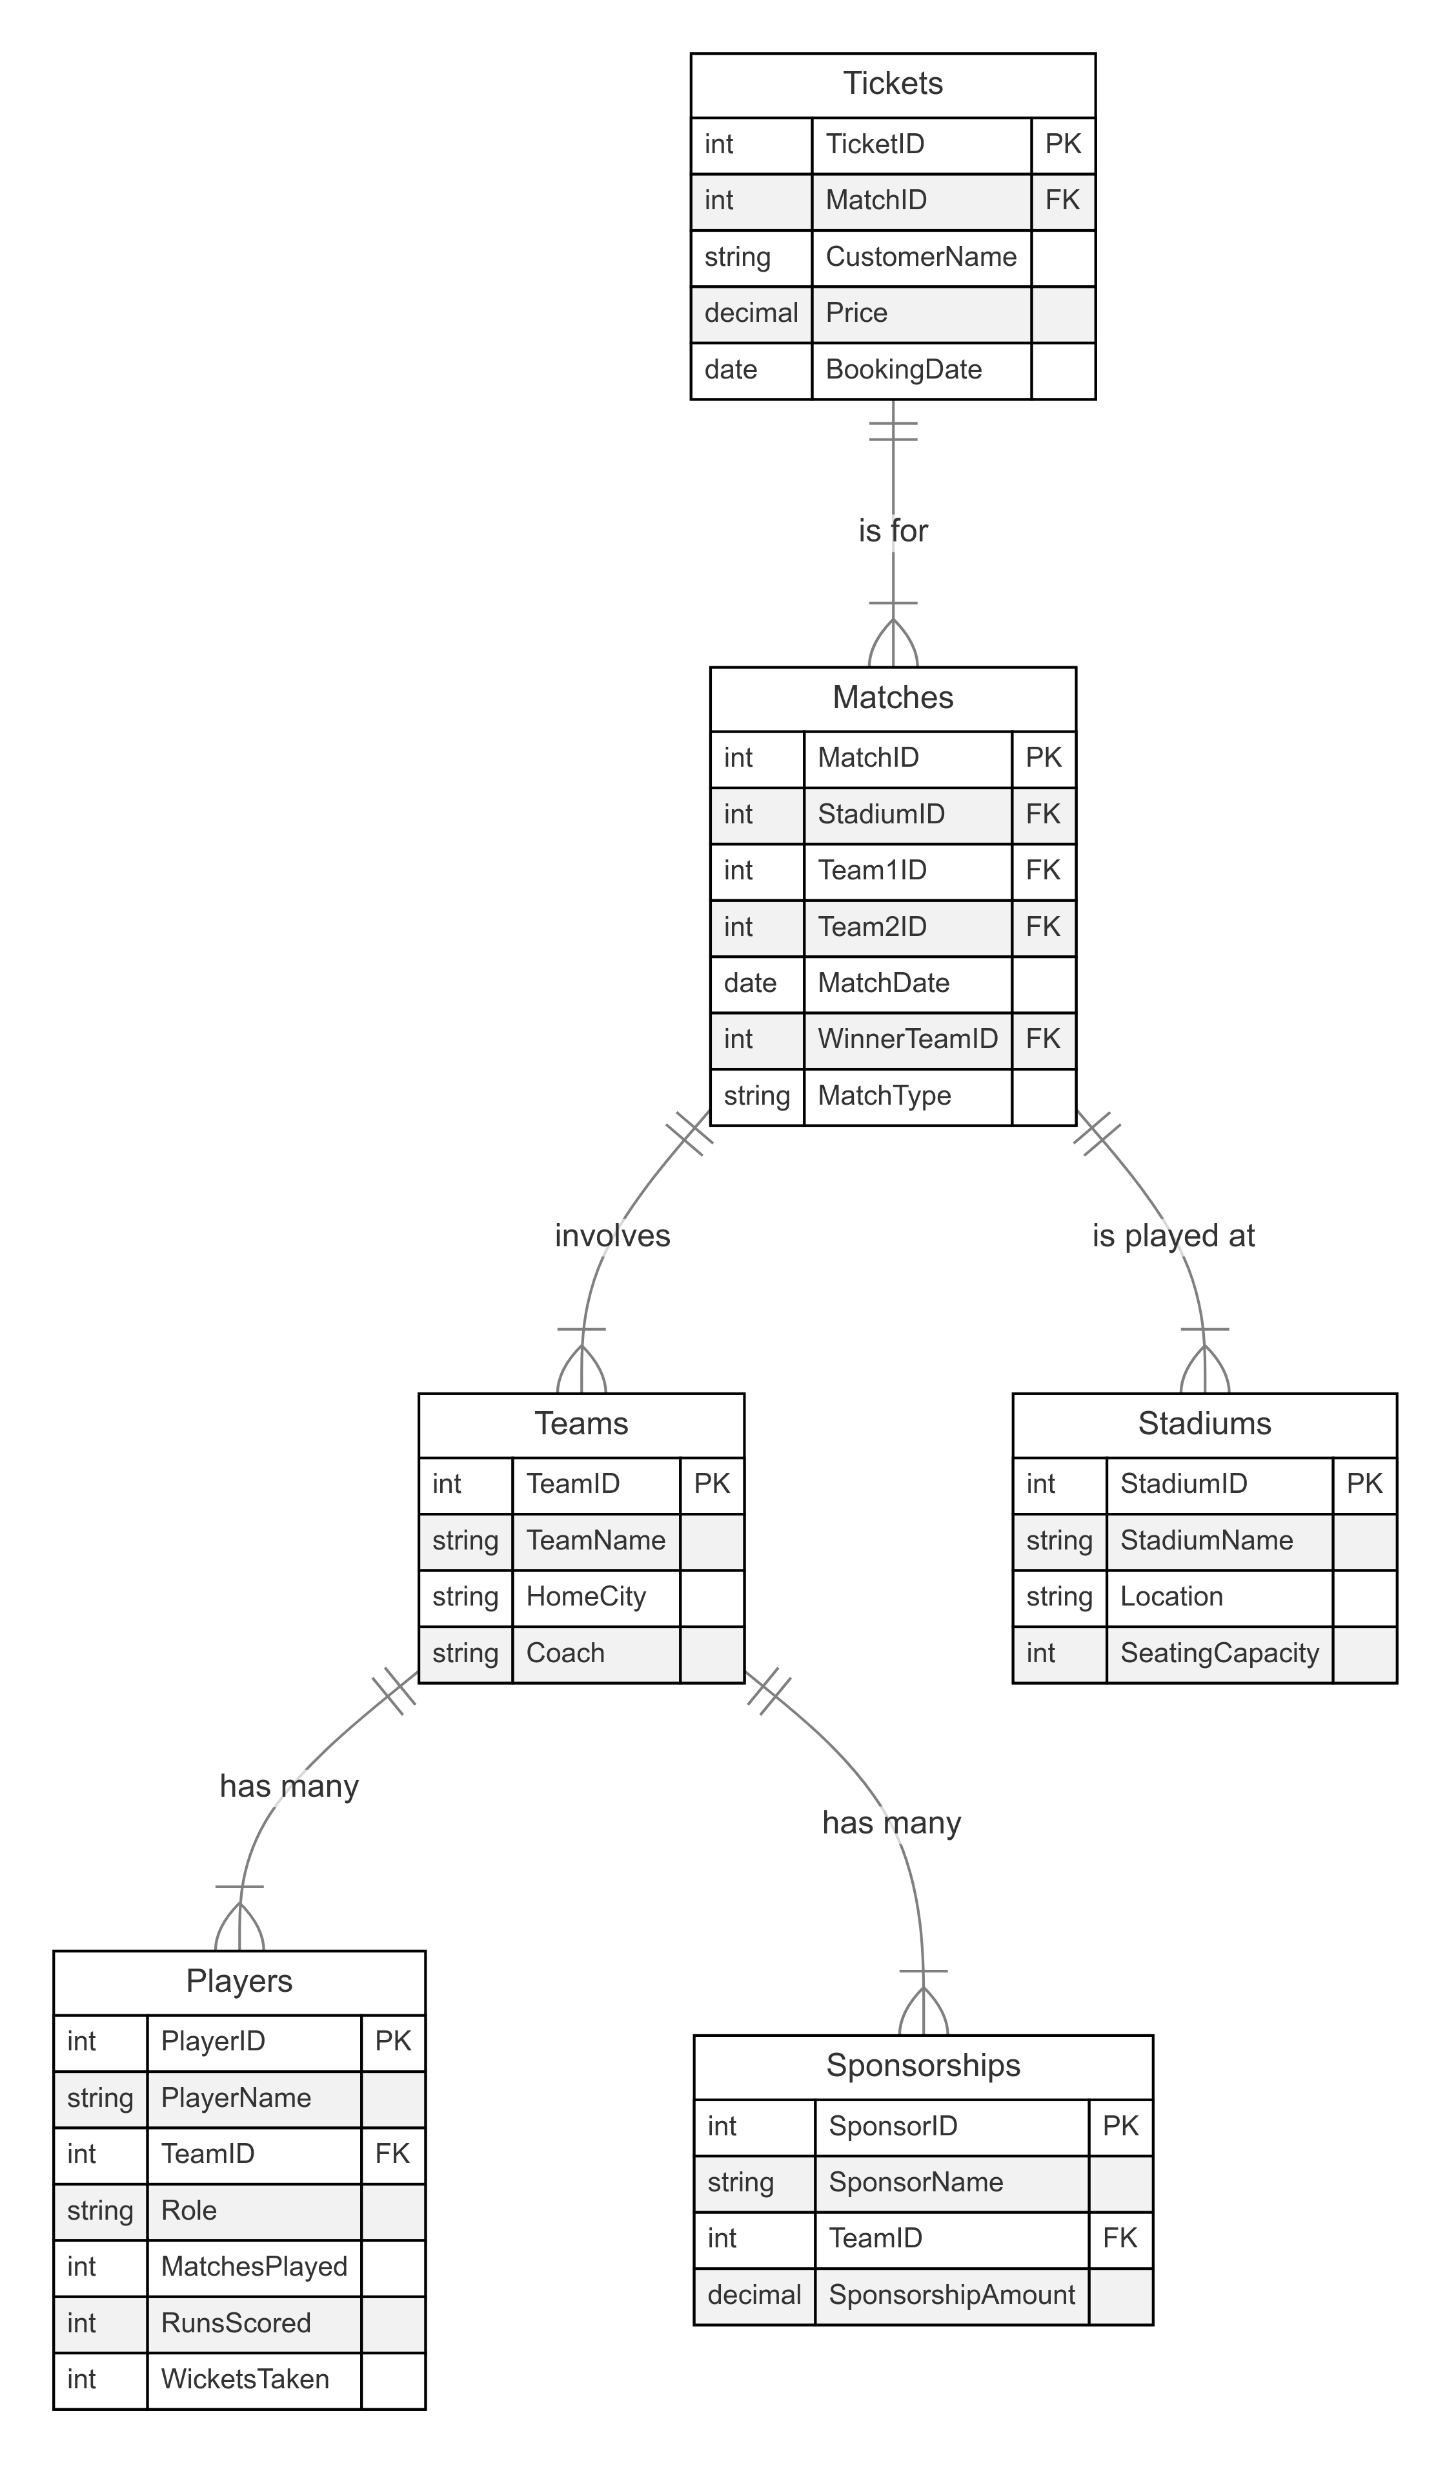 Tickets
int TicketID PK
int MatchID FK
string CustomerName
decimal Price
date BookingDate
is for
Matches
int MatchID PK
int StadiumID FK
int Team1ID FK
int Team2ID FK
date MatchDate
int WinnerTeamID FK
string MatchType
involves
is played at
Teams
int TeamID PK
string TeamName
string HomeCity
string Coach
Stadiums
int StadiumID PK
string StadiumName
string Location
int SeatingCapacity
has many
has many
Players
int PlayerID PK
string PlayerName
int TeamID FK
string Role
int MatchesPlayed
int RunsScored
int WicketsTaken
Sponsorships
int SponsorID PK
string SponsorName
int TeamID FK
decimal SponsorshipAmount